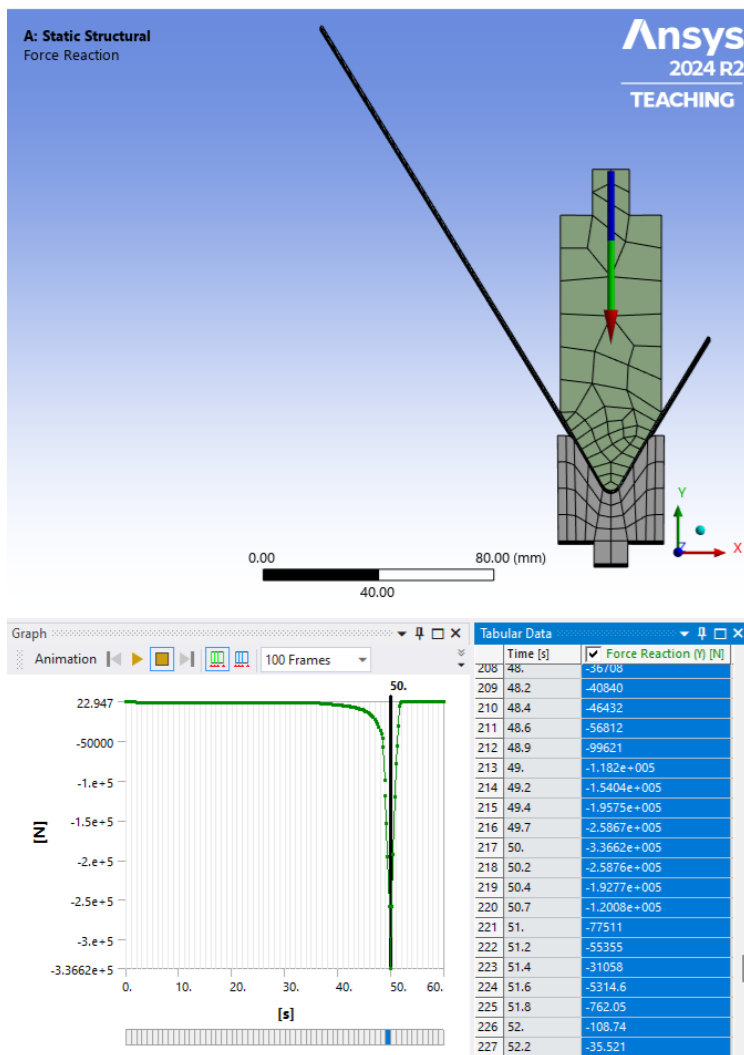 A: Static Structural
Force Reaction
Ansys
2024 R2
TEACHING
Y
Z
X
0.00
80.00 (mm)
40.00
Graph
Animation
100 Frames
50.
22.947
-50000
-1.e+5
-1.5e+5
-2.e+5
-2.5e+5
-3.e+5
-3.3662e+5
[N]
0. 10. 20. 30. 40. 50. 60.
[s]
Tabular Data
Time [s] Force Reaction (Y) [N]
208 48. -36708
209 48.2 -40840
210 48.4 -46432
211 48.6 -56812
212 48.9 -99621
213 49. -1.182e+005
214 49.2 -1.5404e+005
215 49.4 -1.9575e+005
216 49.7 -2.5867e+005
217 50. -3.3662e+005
218 50.2 -2.5876e+005
219 50.4 -1.9277e+005
220 50.7 -1.2008e+005
221 51. -77511
222 51.2 -55355
223 51.4 -31058
224 51.6 -5314.6
225 51.8 -762.05
226 52. -108.74
227 52.2 -35.521